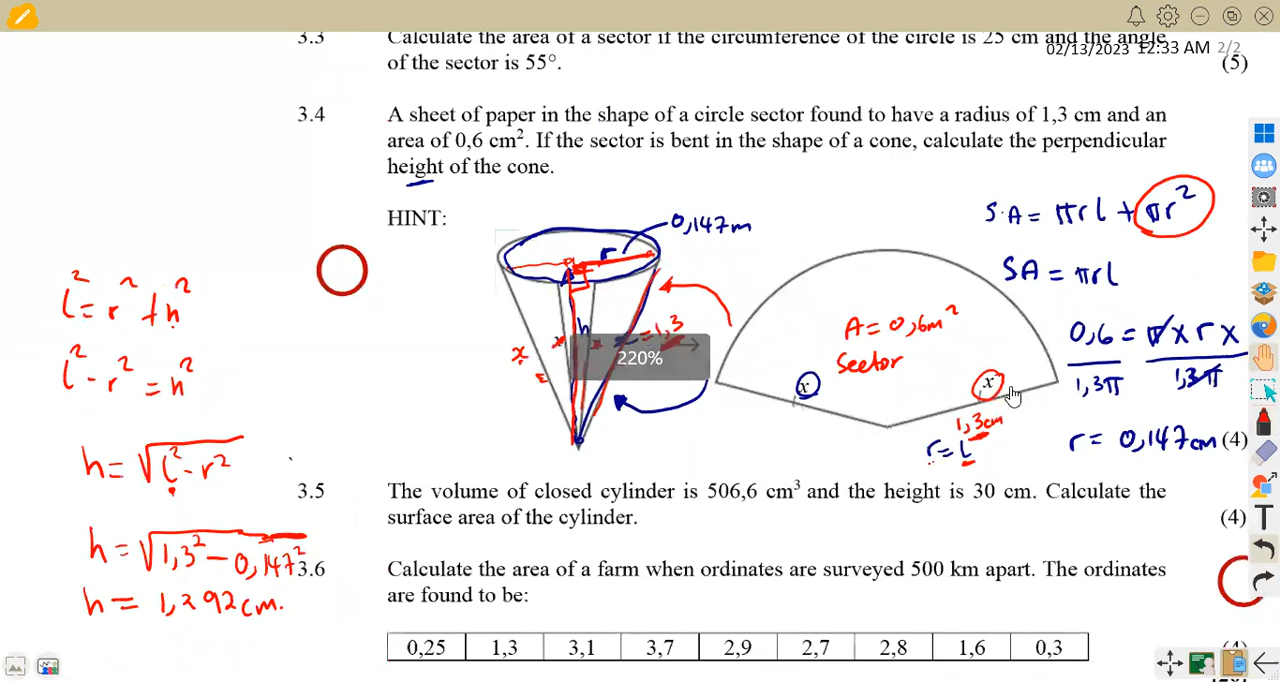 3.3 Calculate the area of a sector if the circumference of the circle is 25 cm and the angle
02/13/2023 12:33 AM 2/2
of the sector is 55°. (5)
3.4 A sheet of paper in the shape of a circle sector found to have a radius of 1,3 cm and an
area of 0,6 cm². If the sector is bent in the shape of a cone, calculate the perpendicular
height of the cone.
HINT:
S.A = πrl + πr²
SA = πrl
0,6 = π x r x
1,3π 1,3π
r = 0,147cm (4)
0,147m
r
h
x
x
x
= 1,3
220%
A = 0,6m²
Sector
x
x
1,3cm
r = l
l² = r² + h²
l² - r² = h²
h = √l² - r²
h = √1,3² - 0,147²
h = 1,292cm.
3.5 The volume of closed cylinder is 506,6 cm³ and the height is 30 cm. Calculate the
surface area of the cylinder. (4)
3.6 Calculate the area of a farm when ordinates are surveyed 500 km apart. The ordinates
are found to be:
0,25 1,3 3,1 3,7 2,9 2,7 2,8 1,6 0,3
T